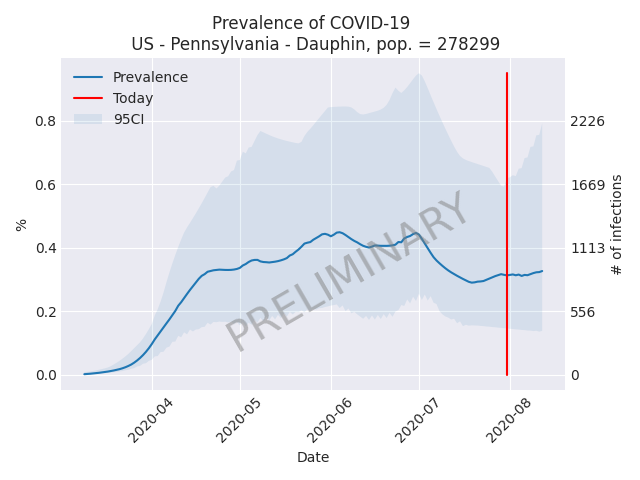 Prevalence of COVID-19
US - Pennsylvania - Dauphin, pop. = 278299
Prevalence
Today
95CI
0.8
0.6
0.4
0.2
0.0
%
2226
1669
1113
556
0
# of infections
PRELIMINARY
2020-04
2020-05
2020-06
2020-07
2020-08
Date